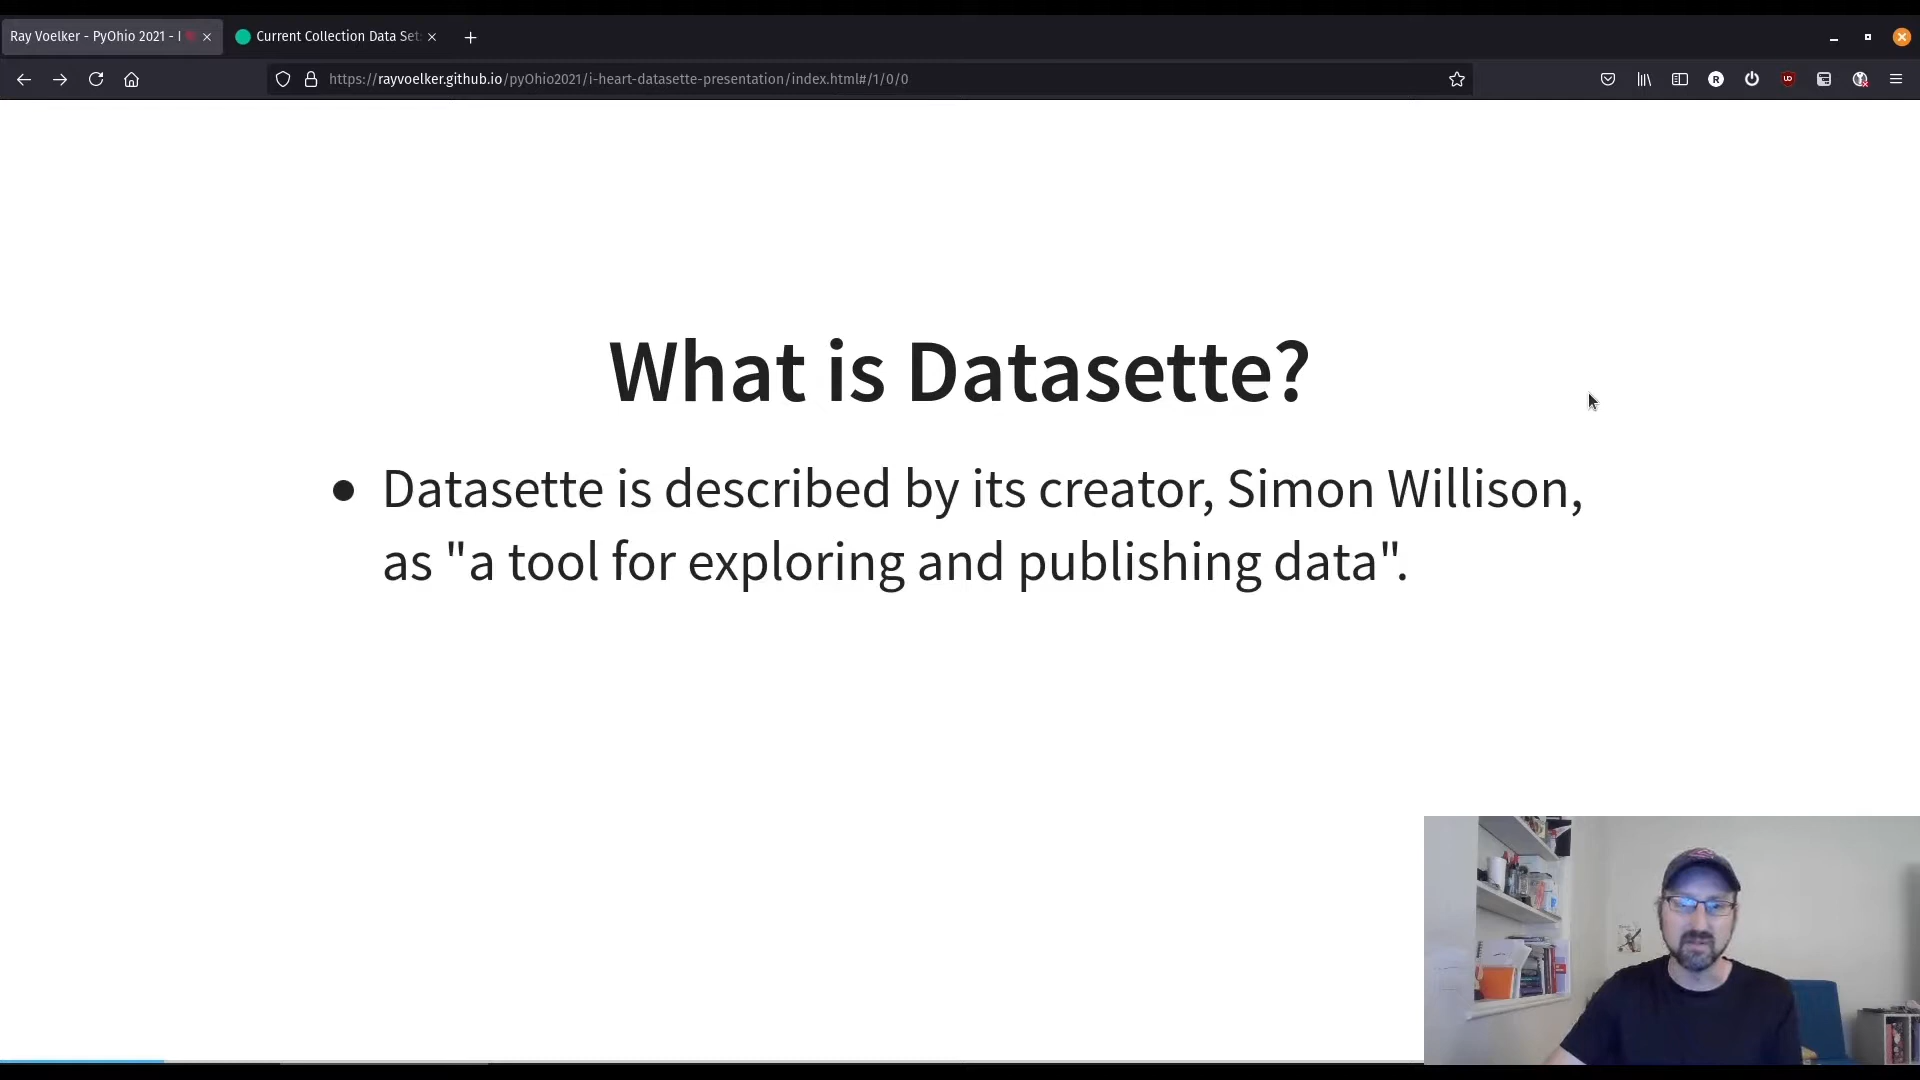 Ray Voelker - PyOhio 2021 - I
Current Collection Data Set
https://rayvoelker.github.io/pyOhio2021/i-heart-datasette-presentation/index.html#/1/0/0
R
What is Datasette?
● Datasette is described by its creator, Simon Willison,
as "a tool for exploring and publishing data".